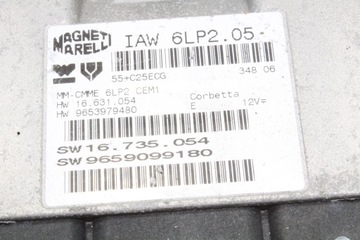 MAGNETI
MARELLI
IAW 6LP2.05-
55+C25ECG 348 06
MM-CMME 6LP2 CEM1
HW 16.631.054 Corbetta
HW 9653979480 E 12V=
SW16.735.054
SW9659099180